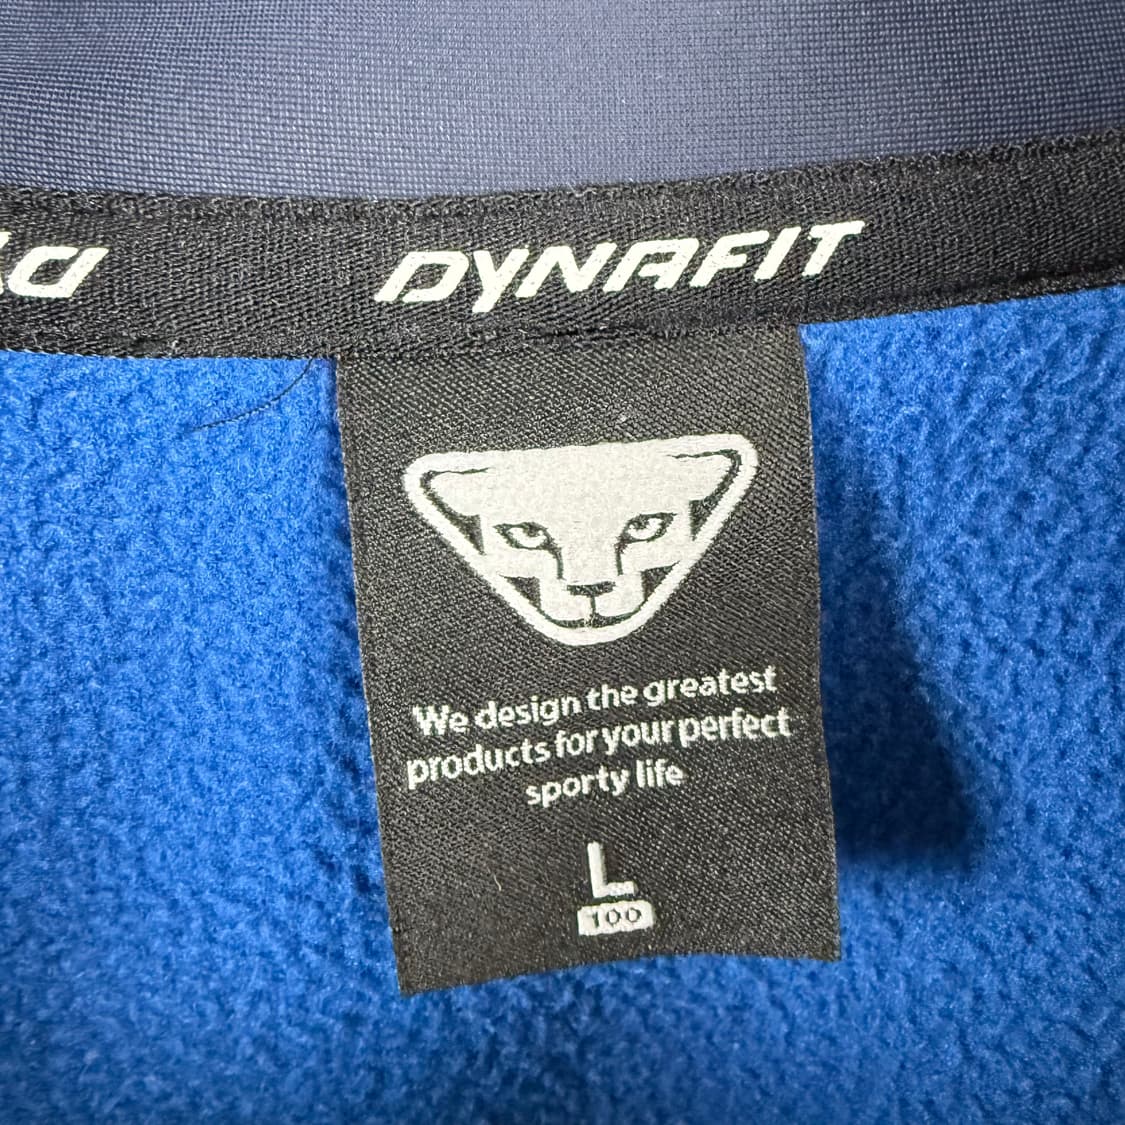 DYNAFIT
We design the greatest
products for your perfect
sporty life
L
100